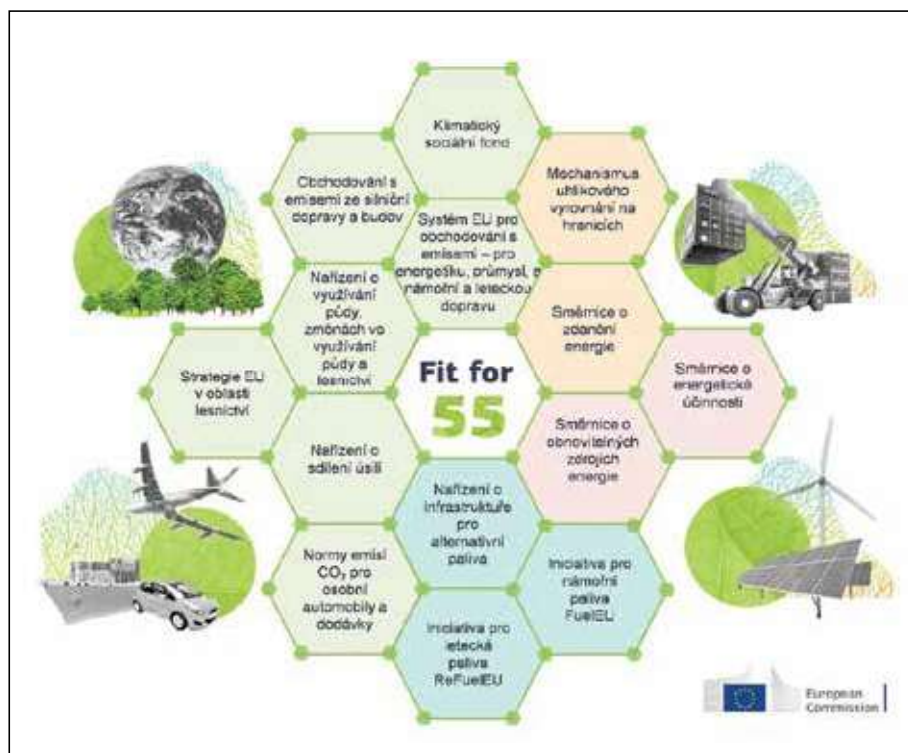 Klimatický
sociální fond
Obchodování s
emisemi ze silniční
dopravy a budov
Mechanismus
uhlíkového
vyrovnání na
hranicích
Systém EU pro
obchodování s
emisemi – pro
energetiku, průmysl, a
námořní a leteckou
dopravu
Nařízení o
využívání
půdy,
změnách ve
využívání
půdy a
lesnictví
Směrnice o
zdanění
energie
Strategie EU
v oblasti
lesnictví
Fit for
55
Směrnice o
energetické
účinnosti
Nařízení o
sdílení úsilí
Směrnice o
obnovitelných
zdrojích
energie
Nařízení o
infrastruktuře
pro
alternativní
paliva
Normy emisí
CO₂ pro
osobní
automobily a
dodávky
Iniciativa pro
námořní
paliva
FuelEU
Iniciativa pro
letecká
paliva
ReFuelEU
European
Commission